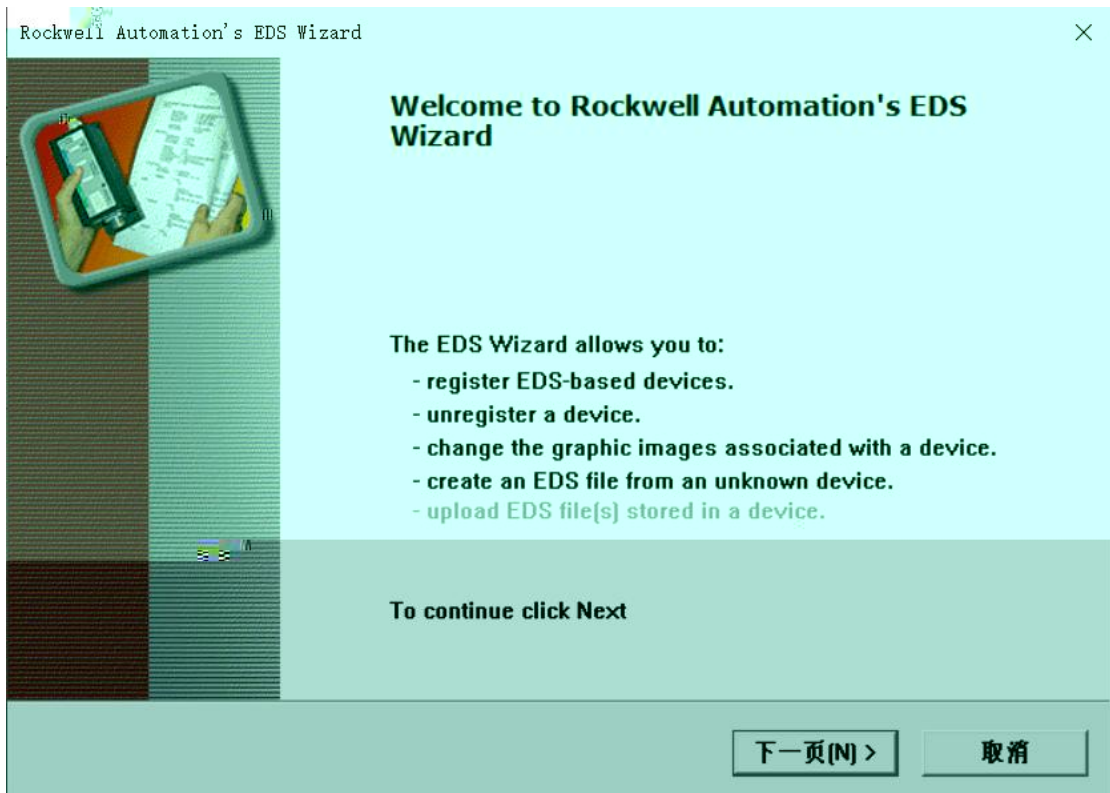 Rockwell Automation's EDS Wizard
Welcome to Rockwell Automation's EDS
Wizard
The EDS Wizard allows you to:
- register EDS-based devices.
- unregister a device.
- change the graphic images associated with a device.
- create an EDS file from an unknown device.
- upload EDS file(s) stored in a device.
To continue click Next
下一页(N) >
取消